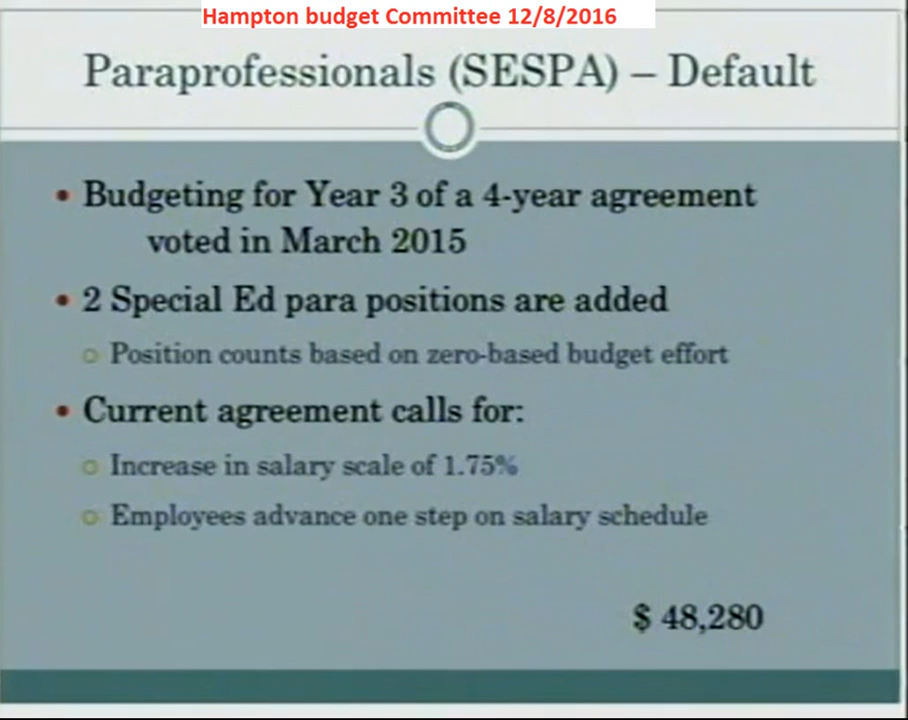 Hampton budget Committee 12/8/2016
Paraprofessionals (SESPA) – Default
• Budgeting for Year 3 of a 4-year agreement
voted in March 2015
• 2 Special Ed para positions are added
o Position counts based on zero-based budget effort
• Current agreement calls for:
o Increase in salary scale of 1.75%
o Employees advance one step on salary schedule
$ 48,280